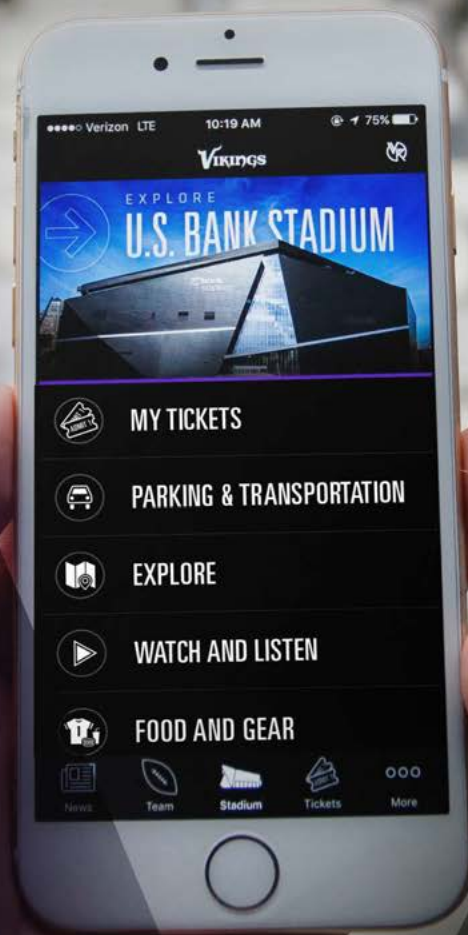 Verizon LTE 10:19 AM 75%
VIKINGS
EXPLORE
U.S. BANK STADIUM
MY TICKETS
PARKING & TRANSPORTATION
EXPLORE
WATCH AND LISTEN
FOOD AND GEAR
News Team Stadium Tickets More